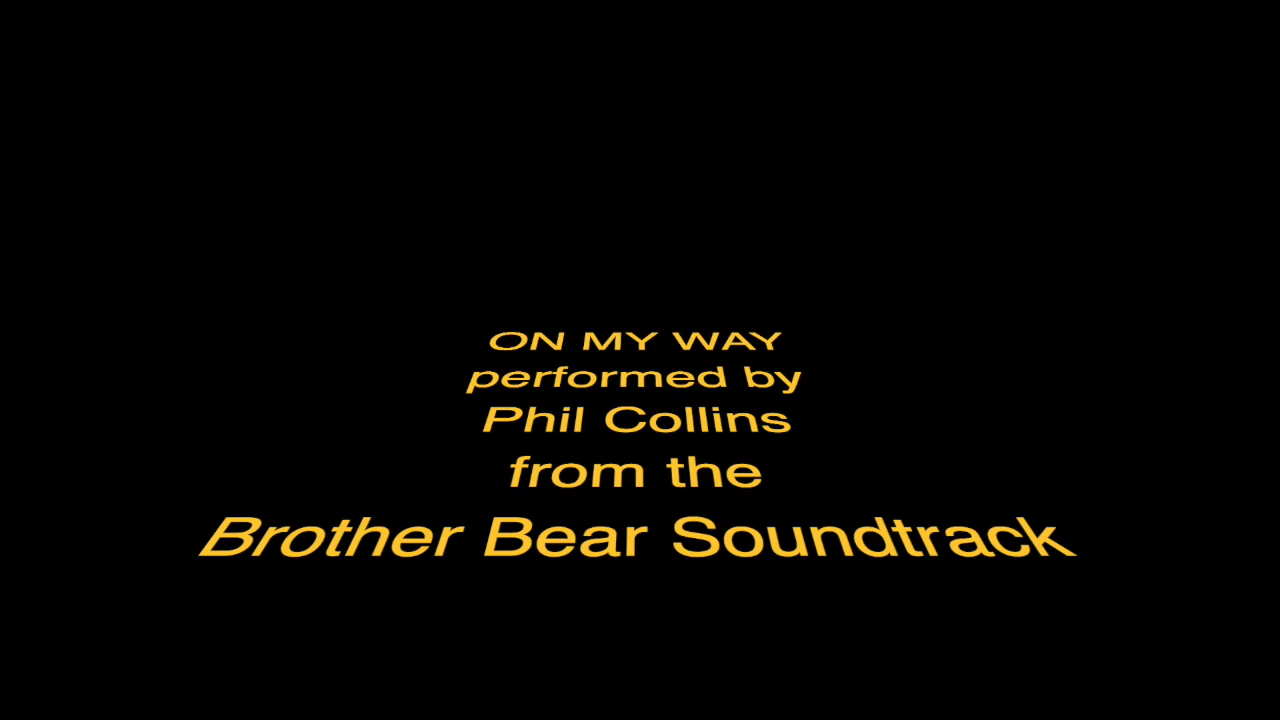 ON MY WAY
performed by
Phil Collins
from the
Brother Bear Soundtrack